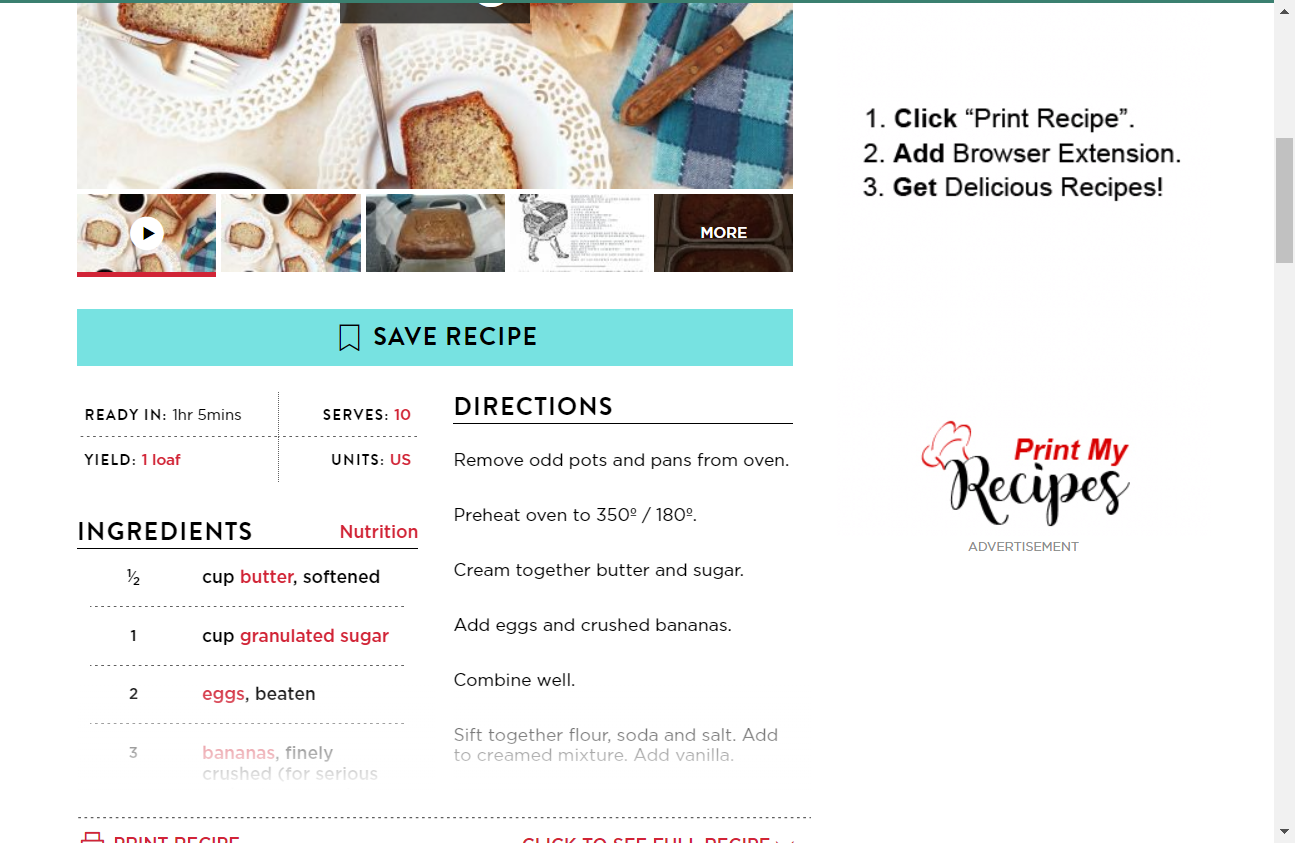 MORE
SAVE RECIPE
READY IN: 1hr 5mins
SERVES: 10
YIELD: 1 loaf
UNITS: US
INGREDIENTS
Nutrition
½ cup butter, softened
1 cup granulated sugar
2 eggs, beaten
3 bananas, finely
crushed (for serious
DIRECTIONS
Remove odd pots and pans from oven.
Preheat oven to 350º / 180º.
Cream together butter and sugar.
Add eggs and crushed bananas.
Combine well.
Sift together flour, soda and salt. Add
to creamed mixture. Add vanilla.
PRINT RECIPE
CLICK TO SEE FULL RECIPE
1. Click “Print Recipe”.
2. Add Browser Extension.
3. Get Delicious Recipes!
Print My
Recipes
ADVERTISEMENT